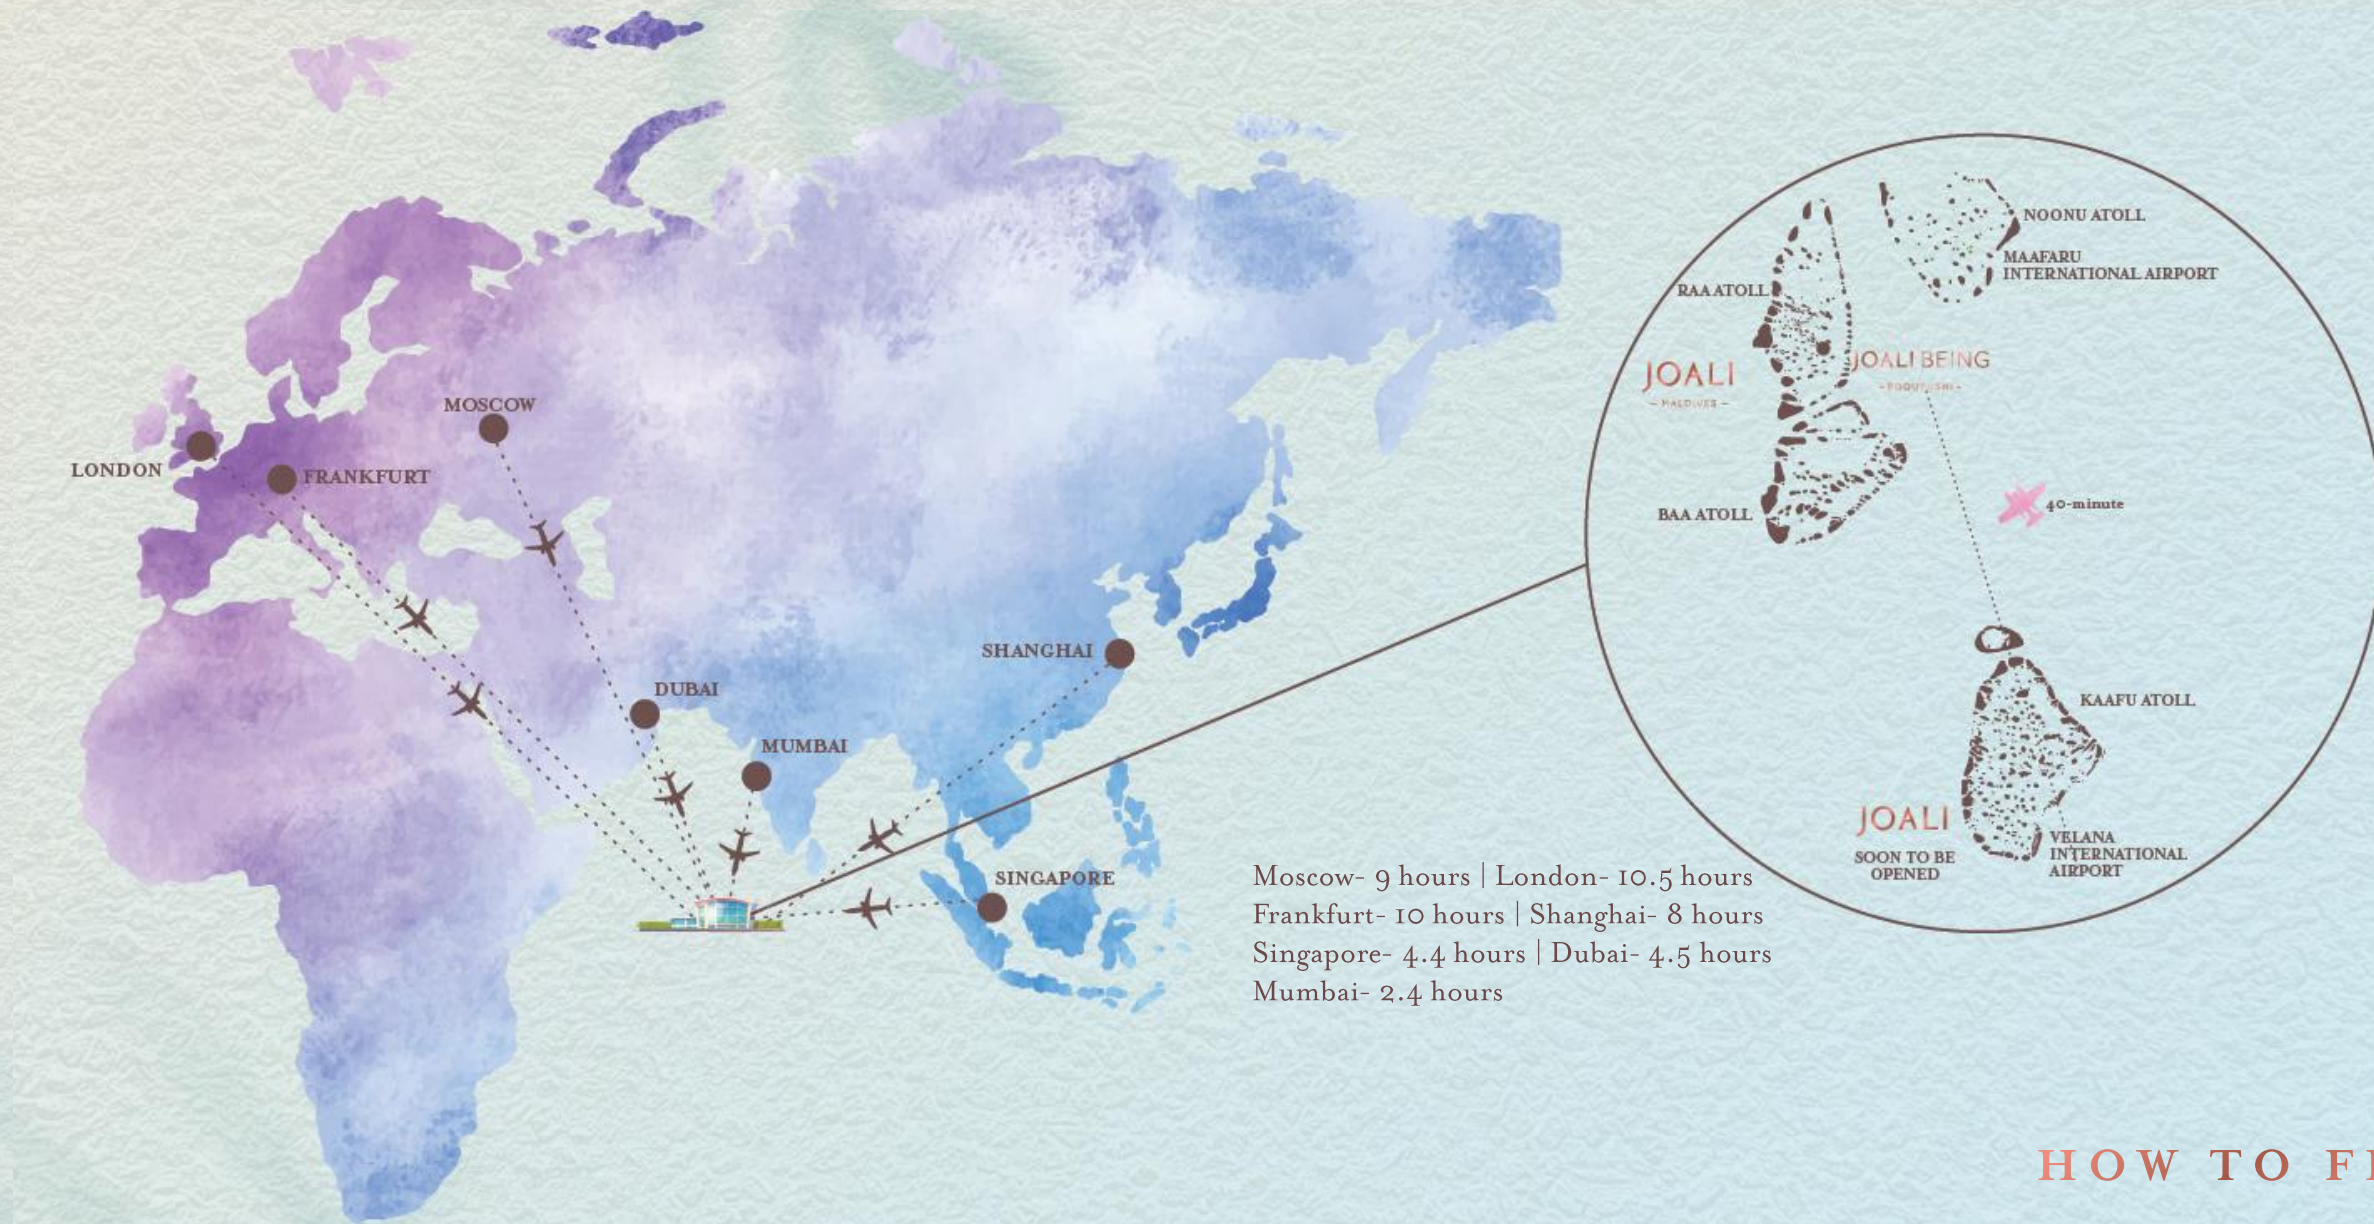 MOSCOW
LONDON
FRANKFURT
DUBAI
MUMBAI
SHANGHAI
SINGAPORE
Moscow- 9 hours | London- 10.5 hours
Frankfurt- 10 hours | Shanghai- 8 hours
Singapore- 4.4 hours | Dubai- 4.5 hours
Mumbai- 2.4 hours
NOONU ATOLL
MAAFARU
INTERNATIONAL AIRPORT
RAA ATOLL
JOALI
- MALDIVES -
JOALI BEING
BAA ATOLL
40-minute
KAAFU ATOLL
JOALI
SOON TO BE
OPENED
VELANA
INTERNATIONAL
AIRPORT
HOW TO